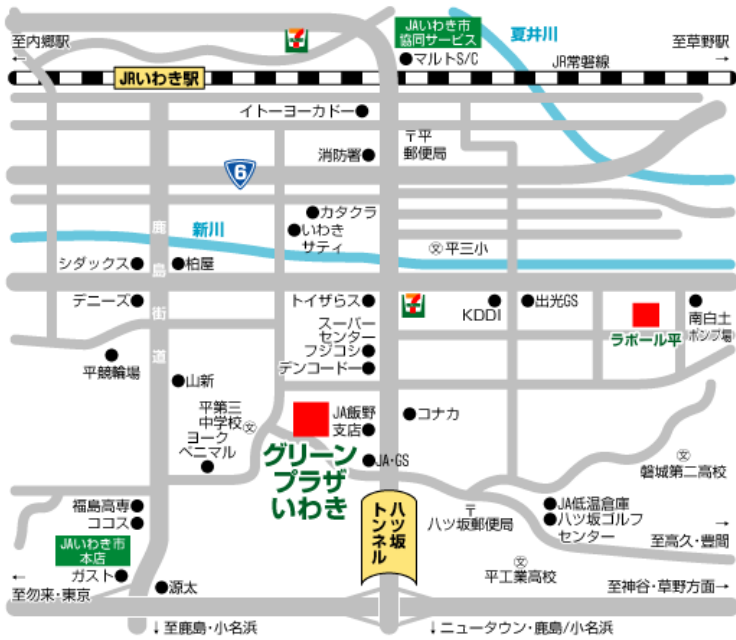 JAいわき市
協同サービス
夏井川
至内郷駅
←
7
マルトS/C
至草野駅
→
JR常磐線
JRいわき駅
イトーヨーカドー
消防署
〒平
郵便局
6
カタクラ
いわき
サティ
新川
鹿島街道
文平三小
シダックス
柏屋
デニーズ
トイザらス
7
KDDI
出光GS
南白土
ポンプ場
ラポール平
スーパー
センター
フジコシ
デンコードー
平競輪場
山新
平第三
中学校文
ヨーク
ベニマル
JA飯野
支店
コナカ
グリーン
プラザ
いわき
JA・GS
文
磐城第二高校
福島高専
ココス
JAいわき市
本店
ガスト
ハツ坂
トンネル
〒
ハツ坂郵便局
JA低温倉庫
ハツ坂ゴルフ
センター
→
至高久・豊間
文
平工業高校
←
至勿来・東京
源太
至神谷・草野方面→
↓至鹿島・小名浜
↓ニュータウン・鹿島/小名浜